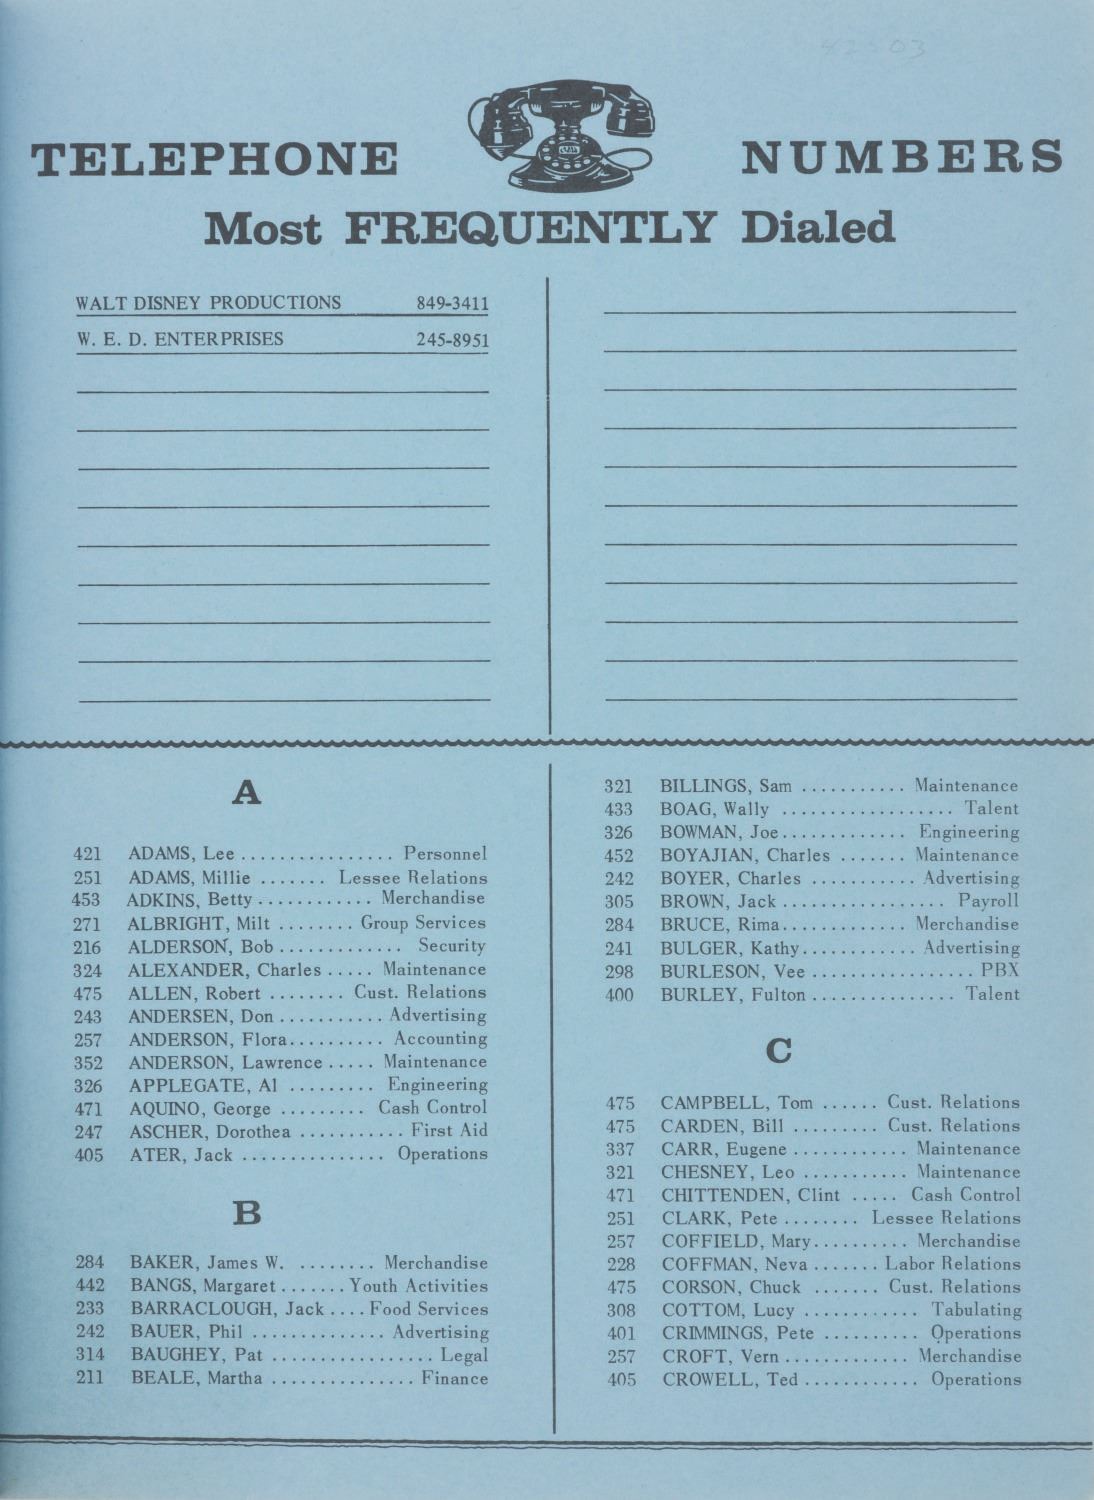 TELEPHONE NUMBERS
Most FREQUENTLY Dialed
WALT DISNEY PRODUCTIONS 849-3411
W. E. D. ENTERPRISES 245-8951
A
421 ADAMS, Lee ................ Personnel
251 ADAMS, Millie ....... Lessee Relations
453 ADKINS, Betty ............ Merchandise
271 ALBRIGHT, Milt ........ Group Services
216 ALDERSON, Bob ............. Security
324 ALEXANDER, Charles ..... Maintenance
475 ALLEN, Robert ........ Cust. Relations
243 ANDERSEN, Don ........... Advertising
257 ANDERSON, Flora.......... Accounting
352 ANDERSON, Lawrence ..... Maintenance
326 APPLEGATE, Al ......... Engineering
471 AQUINO, George ......... Cash Control
247 ASCHER, Dorothea ........... First Aid
405 ATER, Jack ............... Operations
B
284 BAKER, James W. ........ Merchandise
442 BANGS, Margaret ....... Youth Activities
233 BARRACLOUGH, Jack .... Food Services
242 BAUER, Phil .............. Advertising
314 BAUGHEY, Pat ................. Legal
211 BEALE, Martha ............... Finance
321 BILLINGS, Sam ........... Maintenance
433 BOAG, Wally .................. Talent
326 BOWMAN, Joe............. Engineering
452 BOYAJIAN, Charles ....... Maintenance
242 BOYER, Charles ........... Advertising
305 BROWN, Jack ................. Payroll
284 BRUCE, Rima............. Merchandise
241 BULGER, Kathy............ Advertising
298 BURLESON, Vee ................. PBX
400 BURLEY, Fulton ............... Talent
C
475 CAMPBELL, Tom ...... Cust. Relations
475 CARDEN, Bill ......... Cust. Relations
337 CARR, Eugene ............ Maintenance
321 CHESNEY, Leo ........... Maintenance
471 CHITTENDEN, Clint ..... Cash Control
251 CLARK, Pete ........ Lessee Relations
257 COFFIELD, Mary.......... Merchandise
228 COFFMAN, Neva ....... Labor Relations
475 CORSON, Chuck ....... Cust. Relations
308 COTTOM, Lucy ............ Tabulating
401 CRIMMINGS, Pete .......... Operations
257 CROFT, Vern ............. Merchandise
405 CROWELL, Ted ............ Operations